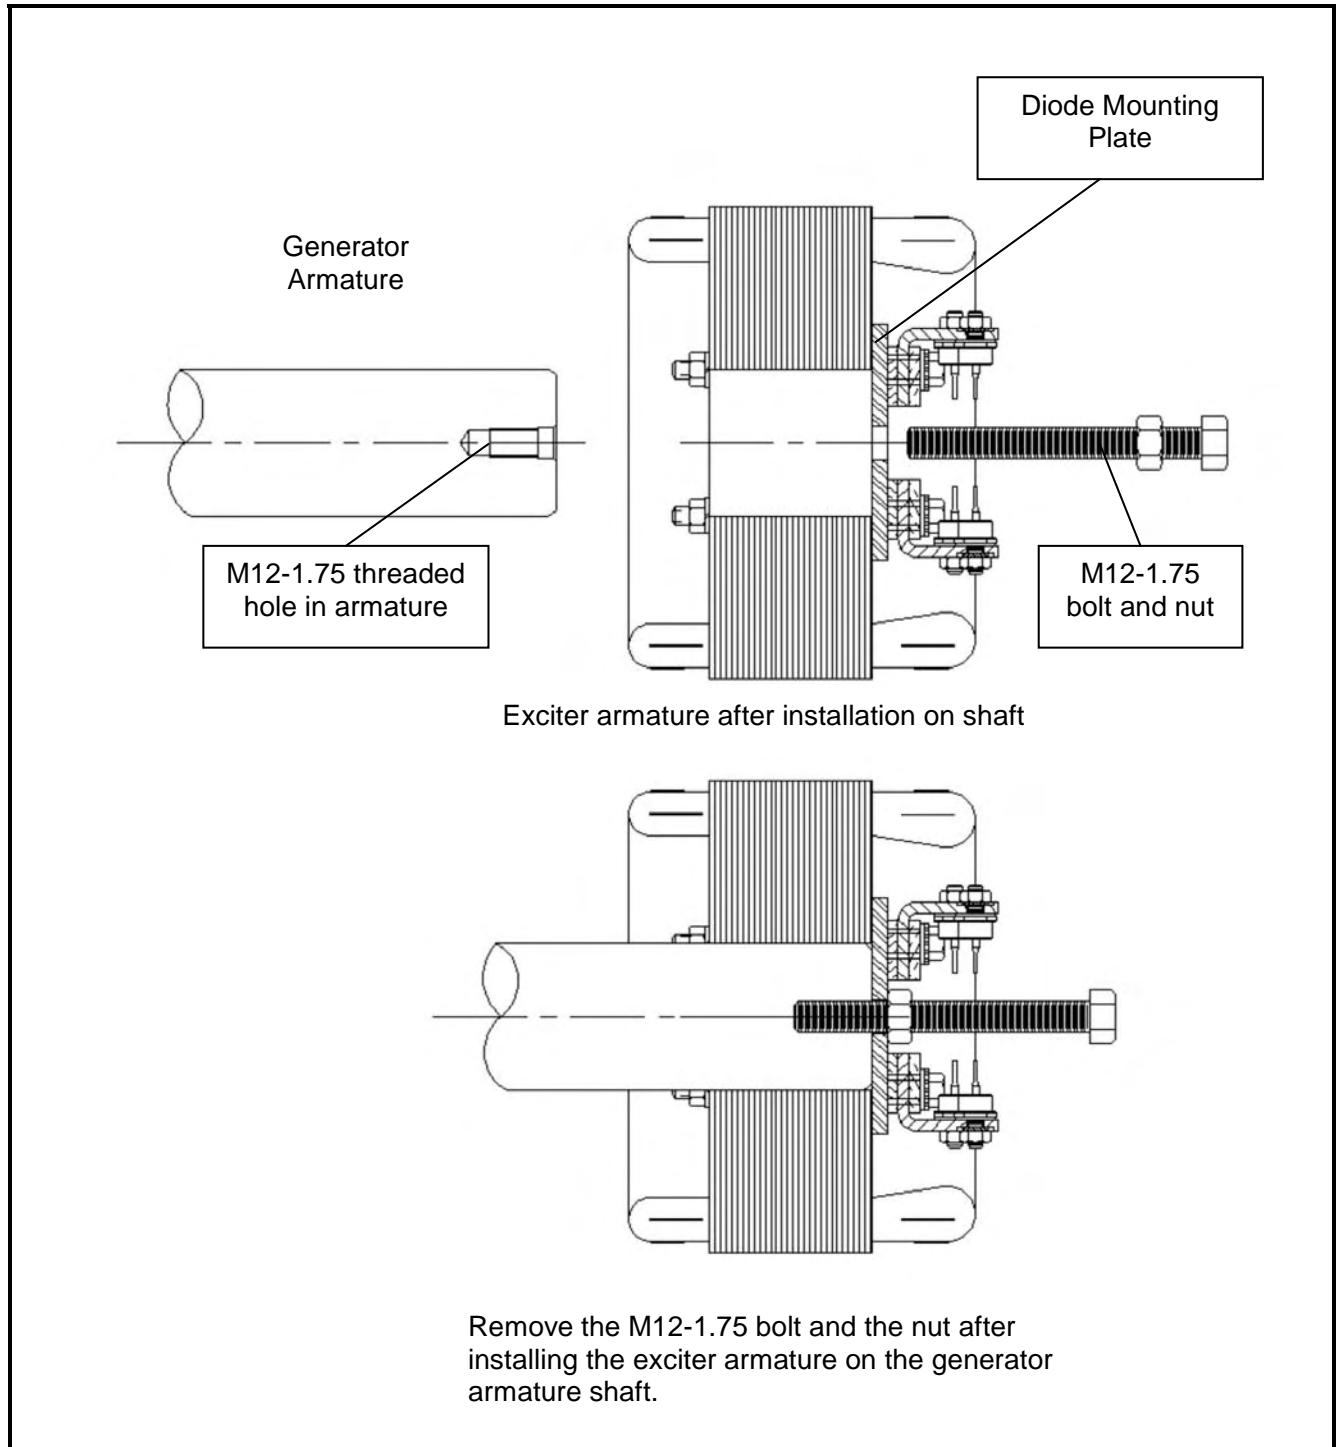 Diode Mounting
Plate
Generator
Armature
M12-1.75 threaded
hole in armature
M12-1.75
bolt and nut
Exciter armature after installation on shaft
Remove the M12-1.75 bolt and the nut after
installing the exciter armature on the generator
armature shaft.